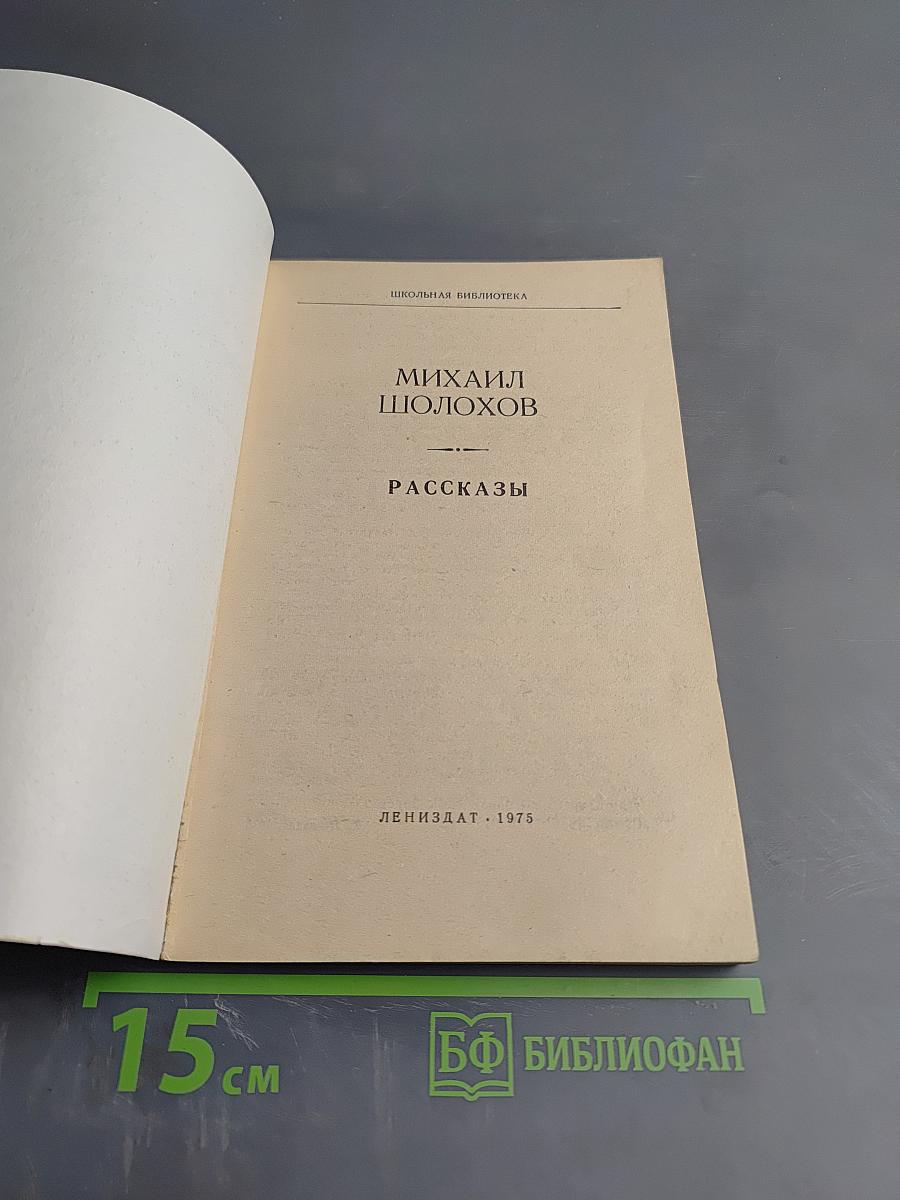 ШКОЛЬНАЯ БИБЛИОТЕКА
МИХАИЛ
ШОЛОХОВ
РАССКАЗЫ
ЛЕНИЗДАТ • 1975
15 см
БФ БИБЛИОФАН